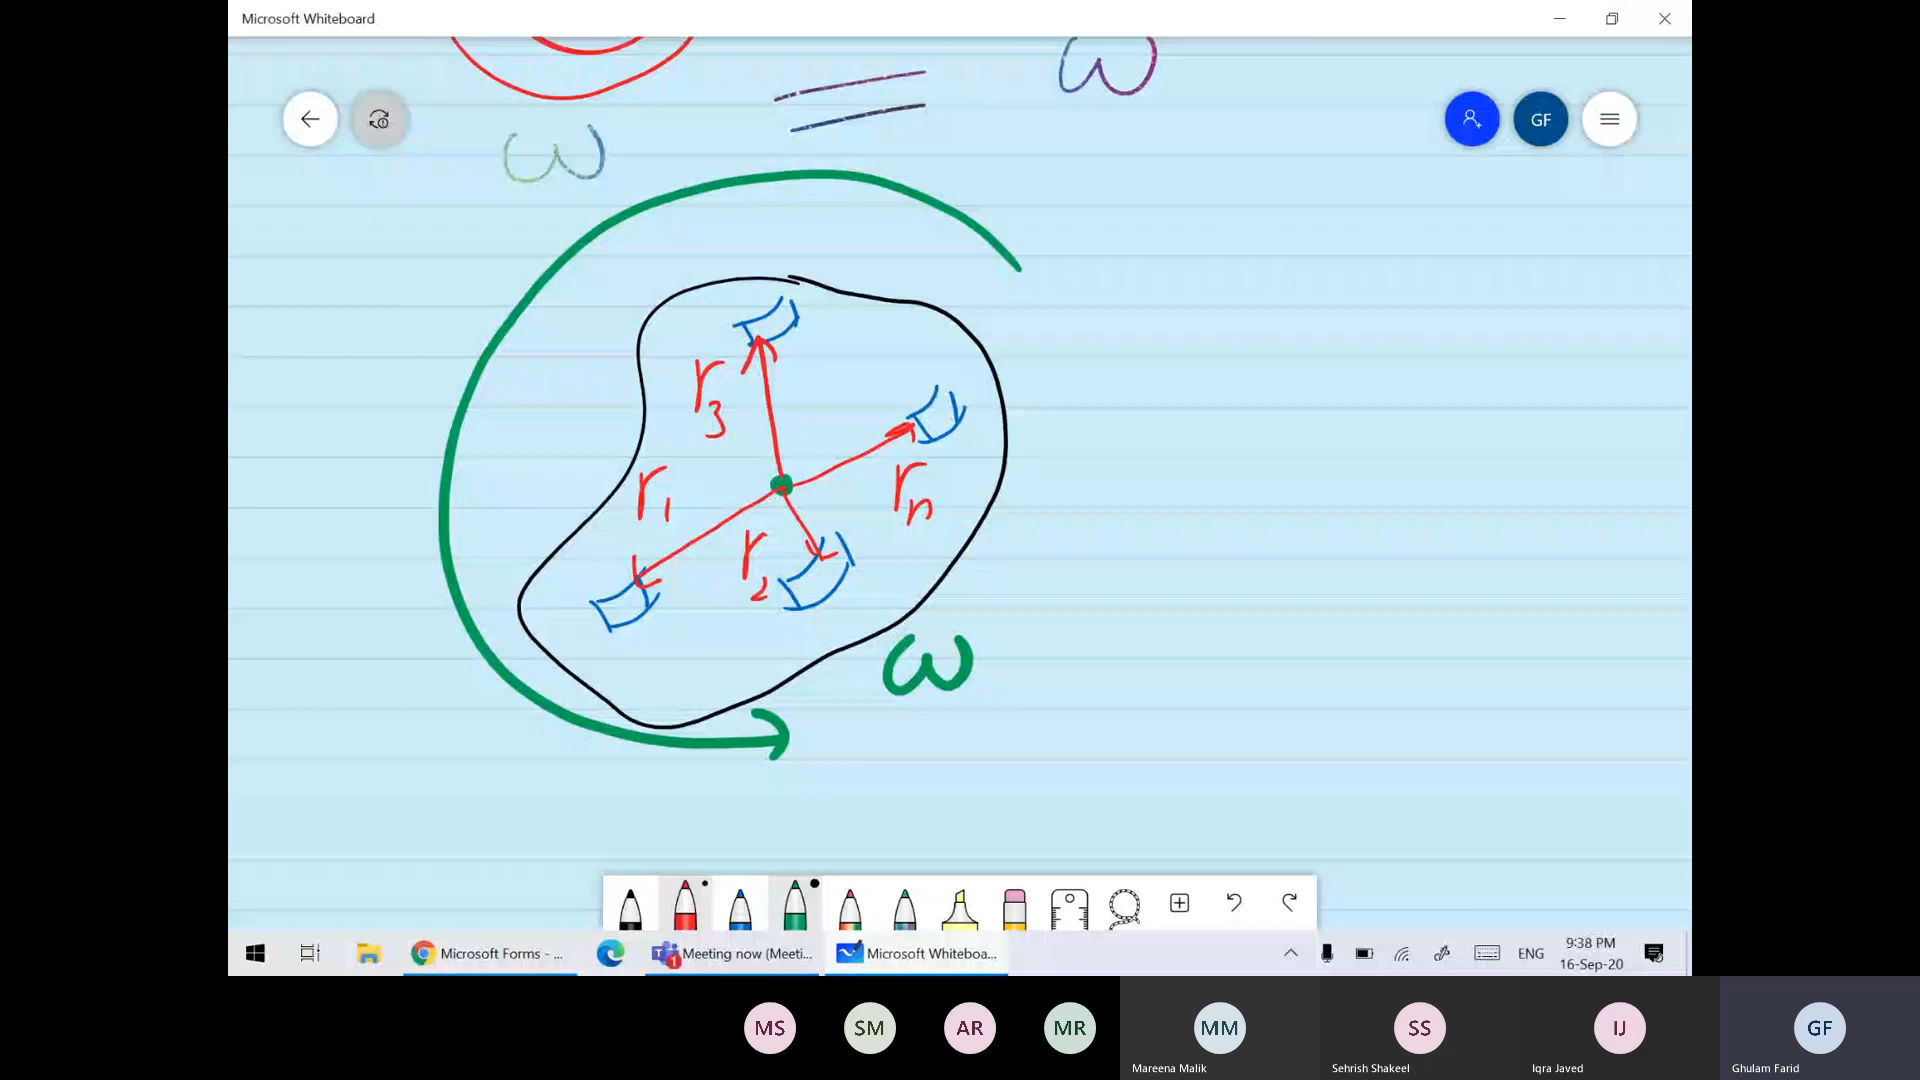 Microsoft Whiteboard
ω
GF
ω
r3
r1
rn
r2
ω
Microsoft Forms - ...
1
Meeting now (Meeti...
Microsoft Whiteboa...
ENG
9:38 PM
16-Sep-20
MS
SM
AR
MR
MM
SS
IJ
GF
Mareena Malik
Sehrish Shakeel
Iqra Javed
Ghulam Farid